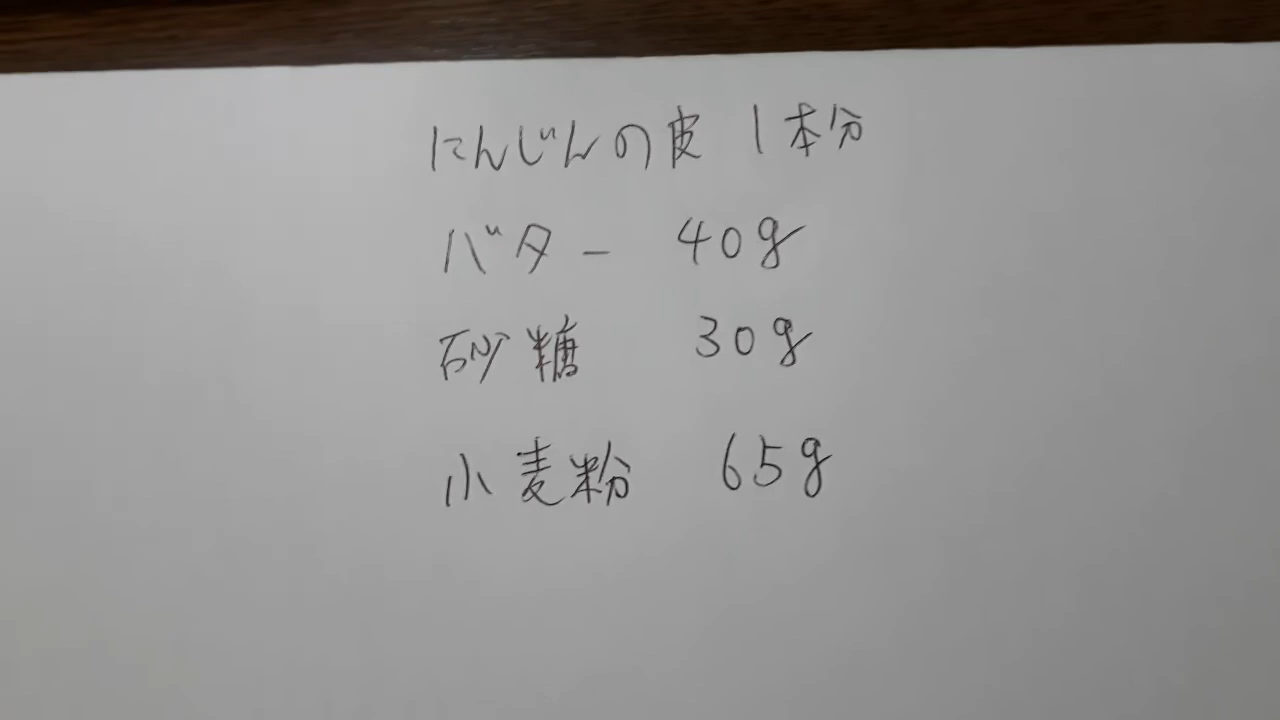 にんじんの皮 1本分
バター 40g
砂糖 30g
小麦粉 65g